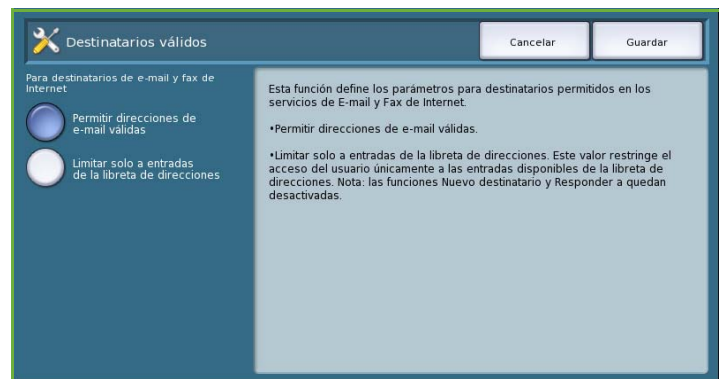 Destinatarios válidos
Cancelar
Guardar
Para destinatarios de e-mail y fax de
Internet
Permitir direcciones de
e-mail válidas
Limitar solo a entradas
de la libreta de direcciones
Esta función define los parámetros para destinatarios permitidos en los
servicios de E-mail y Fax de Internet.
•Permitir direcciones de e-mail válidas.
•Limitar solo a entradas de la libreta de direcciones. Este valor restringe el
acceso del usuario únicamente a las entradas disponibles de la libreta de
direcciones. Nota: las funciones Nuevo destinatario y Responder a quedan
desactivadas.